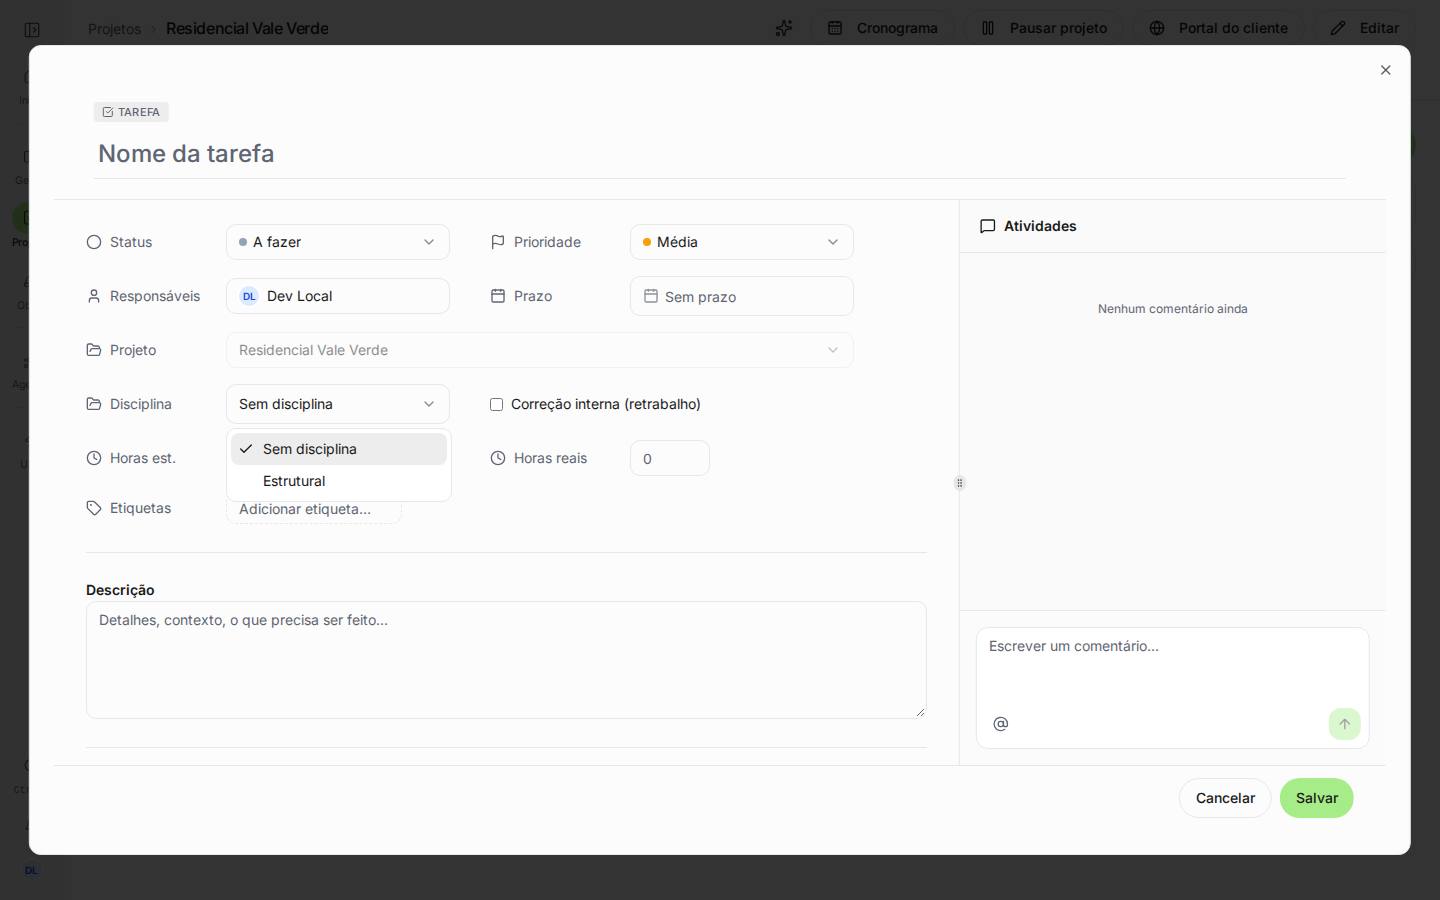 Projetos
Residencial Vale Verde
Cronograma
Pausar projeto
Portal do cliente
Editar
TAREFA
Nome da tarefa
Status
A fazer
Prioridade
Média
Responsáveis
DL Dev Local
Prazo
Sem prazo
Projeto
Residencial Vale Verde
Disciplina
Sem disciplina
Correção interna (retrabalho)
Sem disciplina
Estrutural
Horas est.
Horas reais
0
Etiquetas
Adicionar etiqueta...
Descrição
Detalhes, contexto, o que precisa ser feito...
Atividades
Nenhum comentário ainda
Escrever um comentário...
@
Cancelar
Salvar
DL